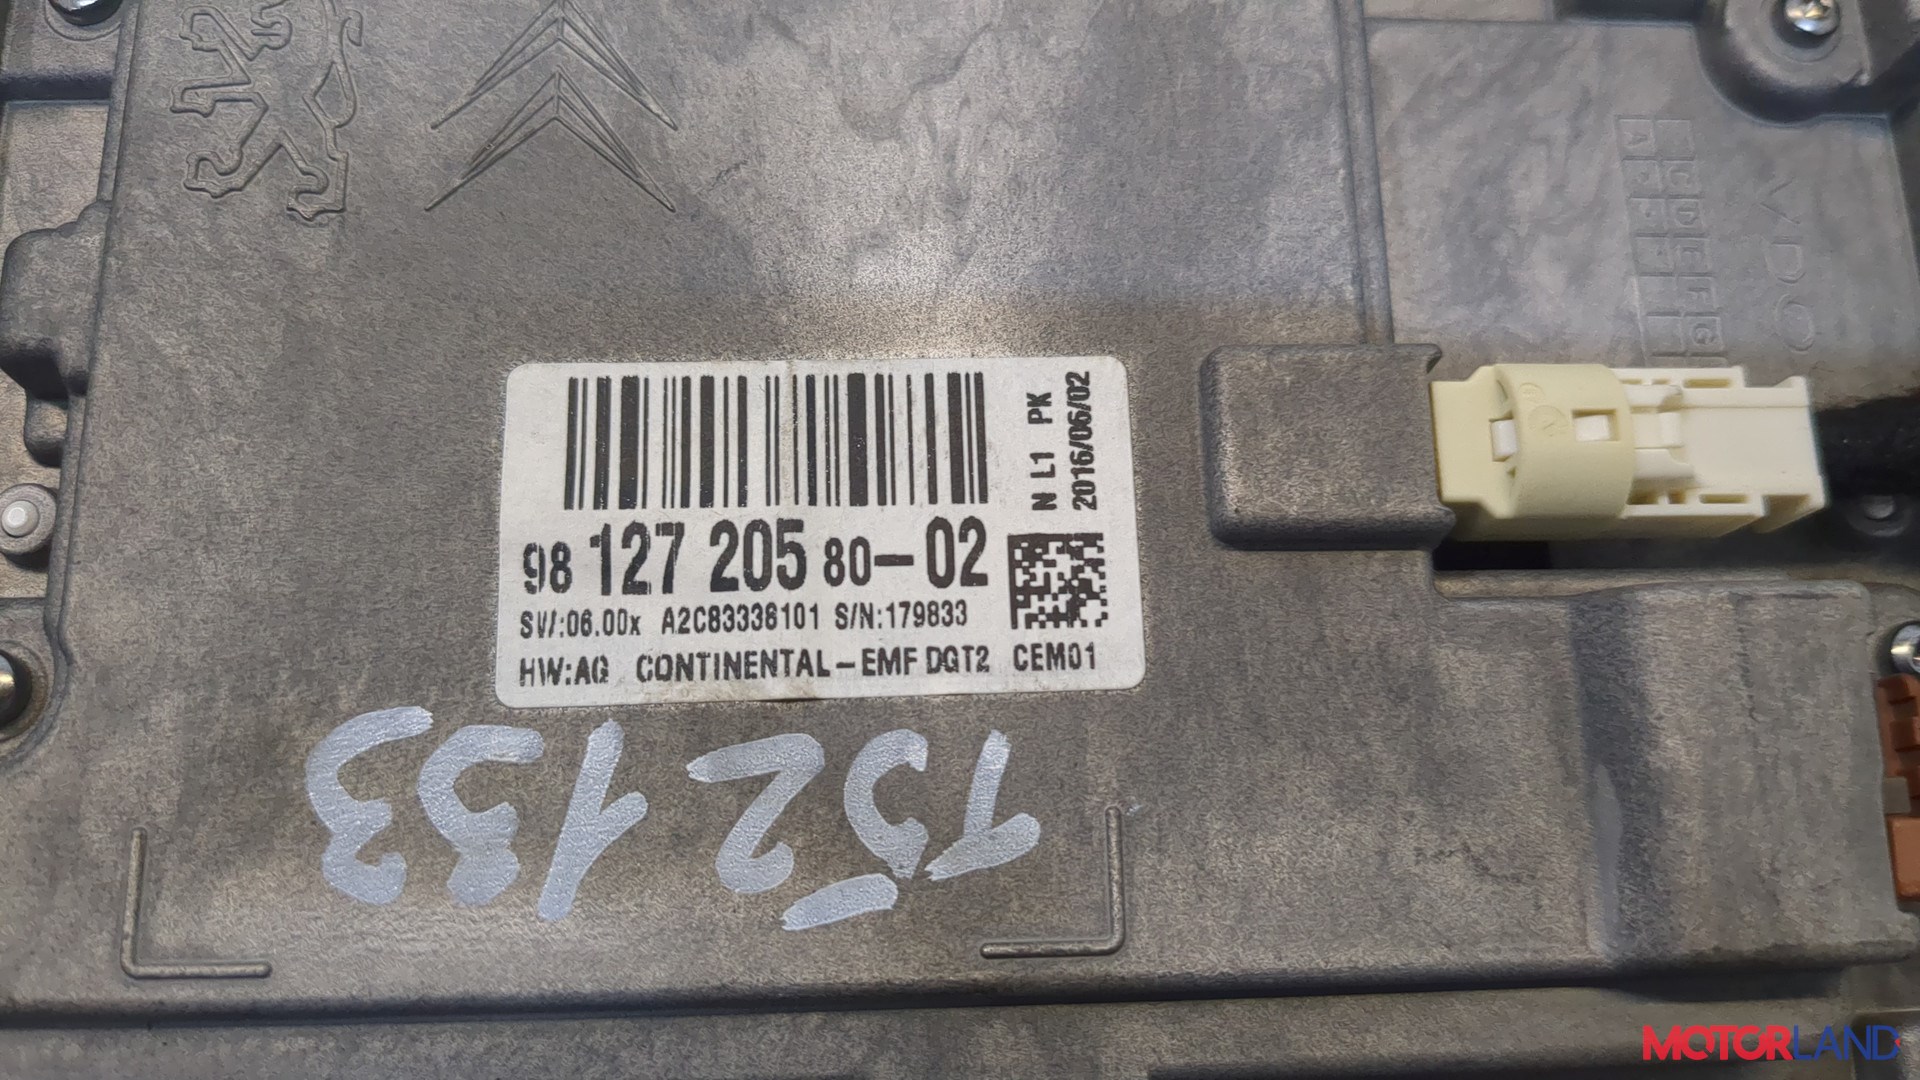 N L1 PK
2016/06/02
98 127 205 80-02
SW:06.00x A2C83336101 S/N:179833
HW:AG CONTINENTAL-EMF DGT2 CEM01
VDO
A C D E F G
MOTORLAND